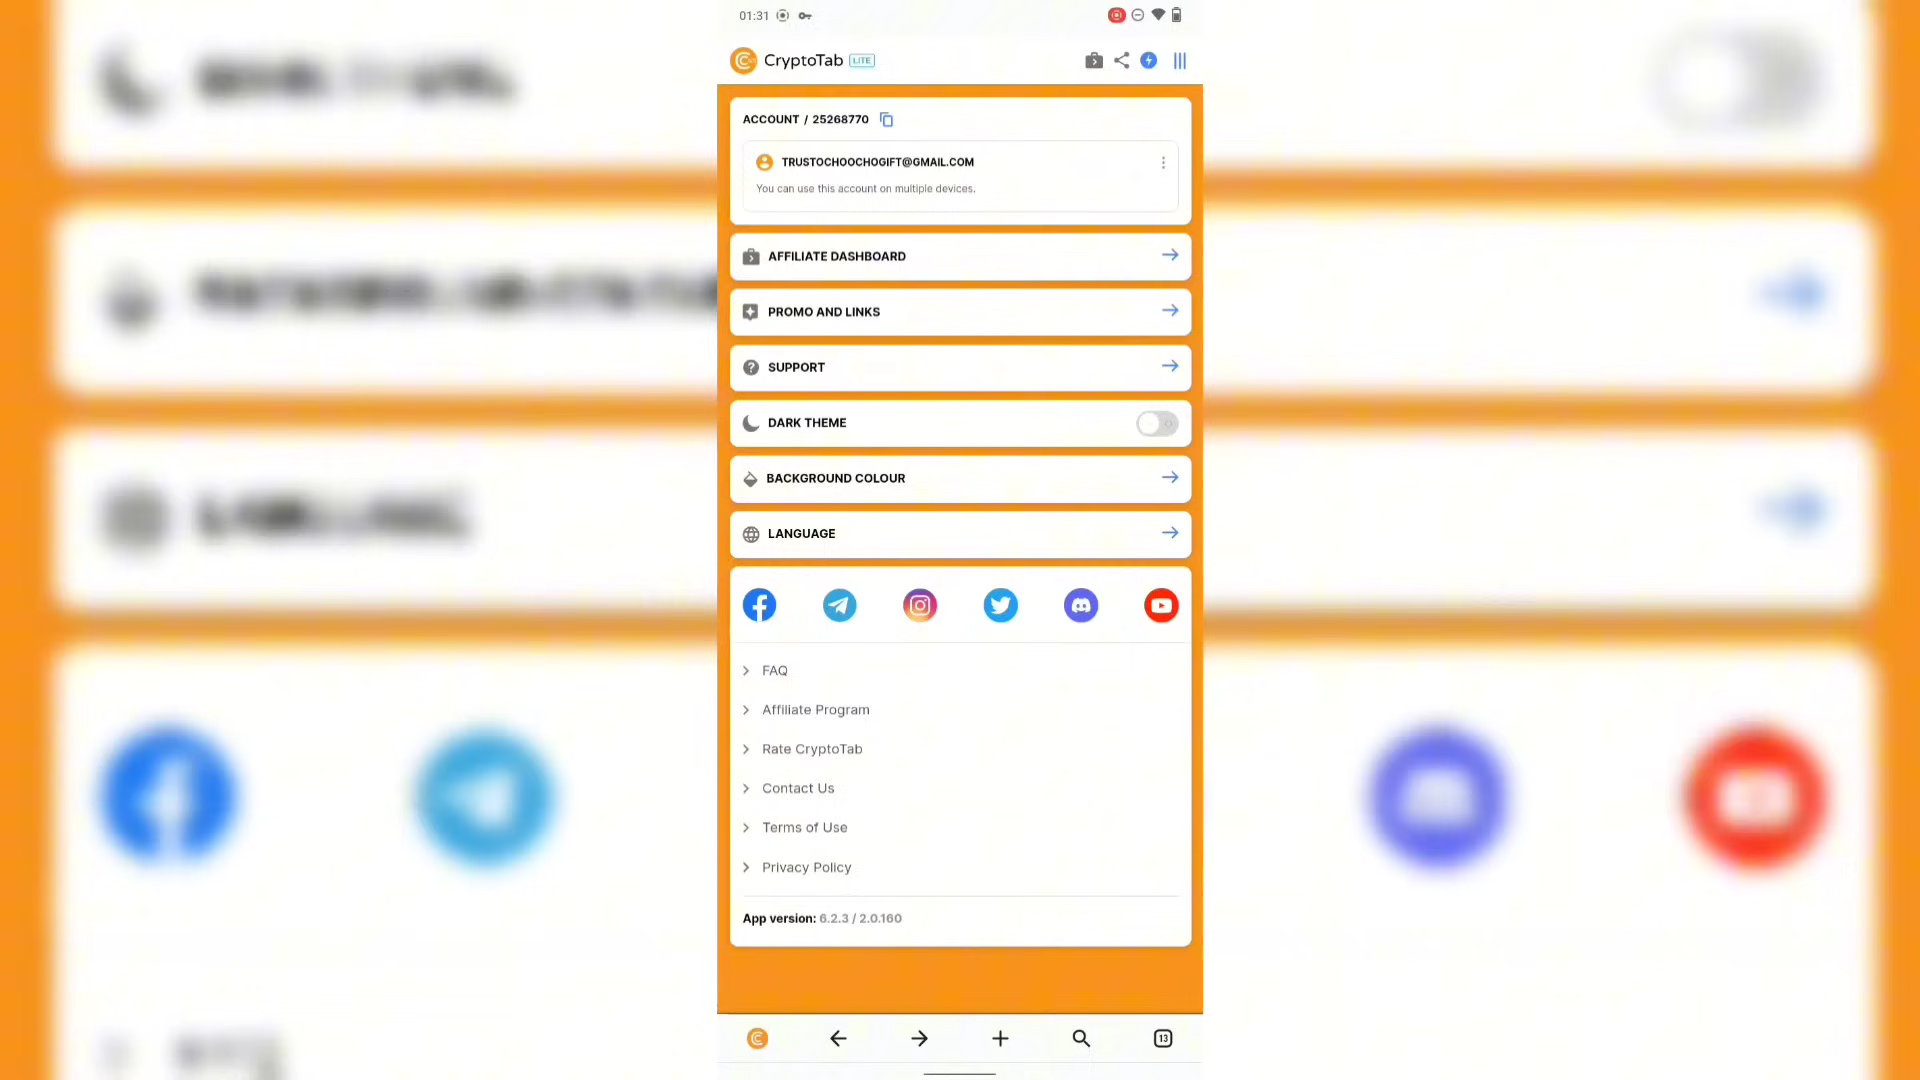 01:31
CryptoTab LITE
ACCOUNT / 25268770
TRUSTOCHOOCHOGIFT@GMAIL.COM
You can use this account on multiple devices.
AFFILIATE DASHBOARD
PROMO AND LINKS
SUPPORT
DARK THEME
BACKGROUND COLOUR
LANGUAGE
FAQ
Affiliate Program
Rate CryptoTab
Contact Us
Terms of Use
Privacy Policy
App version: 6.2.3 / 2.0.160
13